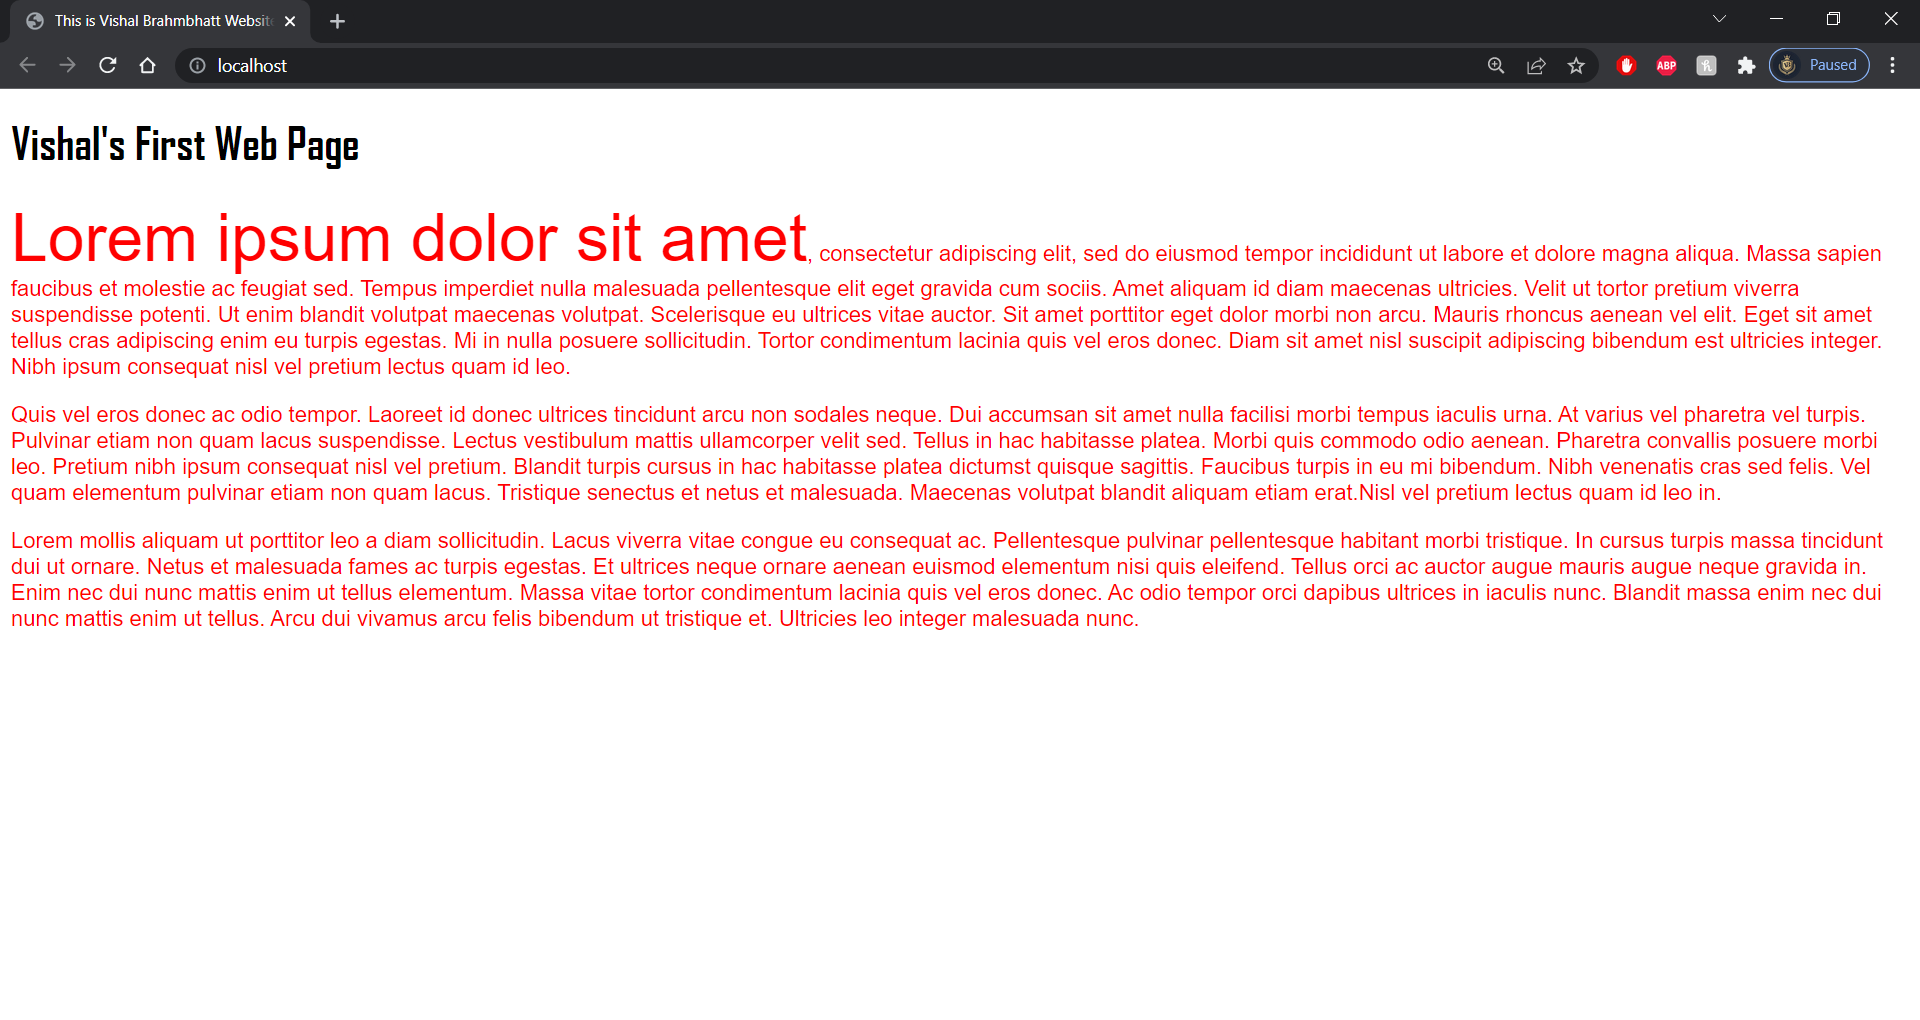 This is Vishal Brahmbhatt Website
localhost
ABP
Paused
Vishal's First Web Page
Lorem ipsum dolor sit amet, consectetur adipiscing elit, sed do eiusmod tempor incididunt ut labore et dolore magna aliqua. Massa sapien
faucibus et molestie ac feugiat sed. Tempus imperdiet nulla malesuada pellentesque elit eget gravida cum sociis. Amet aliquam id diam maecenas ultricies. Velit ut tortor pretium viverra
suspendisse potenti. Ut enim blandit volutpat maecenas volutpat. Scelerisque eu ultrices vitae auctor. Sit amet porttitor eget dolor morbi non arcu. Mauris rhoncus aenean vel elit. Eget sit amet
tellus cras adipiscing enim eu turpis egestas. Mi in nulla posuere sollicitudin. Tortor condimentum lacinia quis vel eros donec. Diam sit amet nisl suscipit adipiscing bibendum est ultricies integer.
Nibh ipsum consequat nisl vel pretium lectus quam id leo.
Quis vel eros donec ac odio tempor. Laoreet id donec ultrices tincidunt arcu non sodales neque. Dui accumsan sit amet nulla facilisi morbi tempus iaculis urna. At varius vel pharetra vel turpis.
Pulvinar etiam non quam lacus suspendisse. Lectus vestibulum mattis ullamcorper velit sed. Tellus in hac habitasse platea. Morbi quis commodo odio aenean. Pharetra convallis posuere morbi
leo. Pretium nibh ipsum consequat nisl vel pretium. Blandit turpis cursus in hac habitasse platea dictumst quisque sagittis. Faucibus turpis in eu mi bibendum. Nibh venenatis cras sed felis. Vel
quam elementum pulvinar etiam non quam lacus. Tristique senectus et netus et malesuada. Maecenas volutpat blandit aliquam etiam erat.Nisl vel pretium lectus quam id leo in.
Lorem mollis aliquam ut porttitor leo a diam sollicitudin. Lacus viverra vitae congue eu consequat ac. Pellentesque pulvinar pellentesque habitant morbi tristique. In cursus turpis massa tincidunt
dui ut ornare. Netus et malesuada fames ac turpis egestas. Et ultrices neque ornare aenean euismod elementum nisi quis eleifend. Tellus orci ac auctor augue mauris augue neque gravida in.
Enim nec dui nunc mattis enim ut tellus elementum. Massa vitae tortor condimentum lacinia quis vel eros donec. Ac odio tempor orci dapibus ultrices in iaculis nunc. Blandit massa enim nec dui
nunc mattis enim ut tellus. Arcu dui vivamus arcu felis bibendum ut tristique et. Ultricies leo integer malesuada nunc.